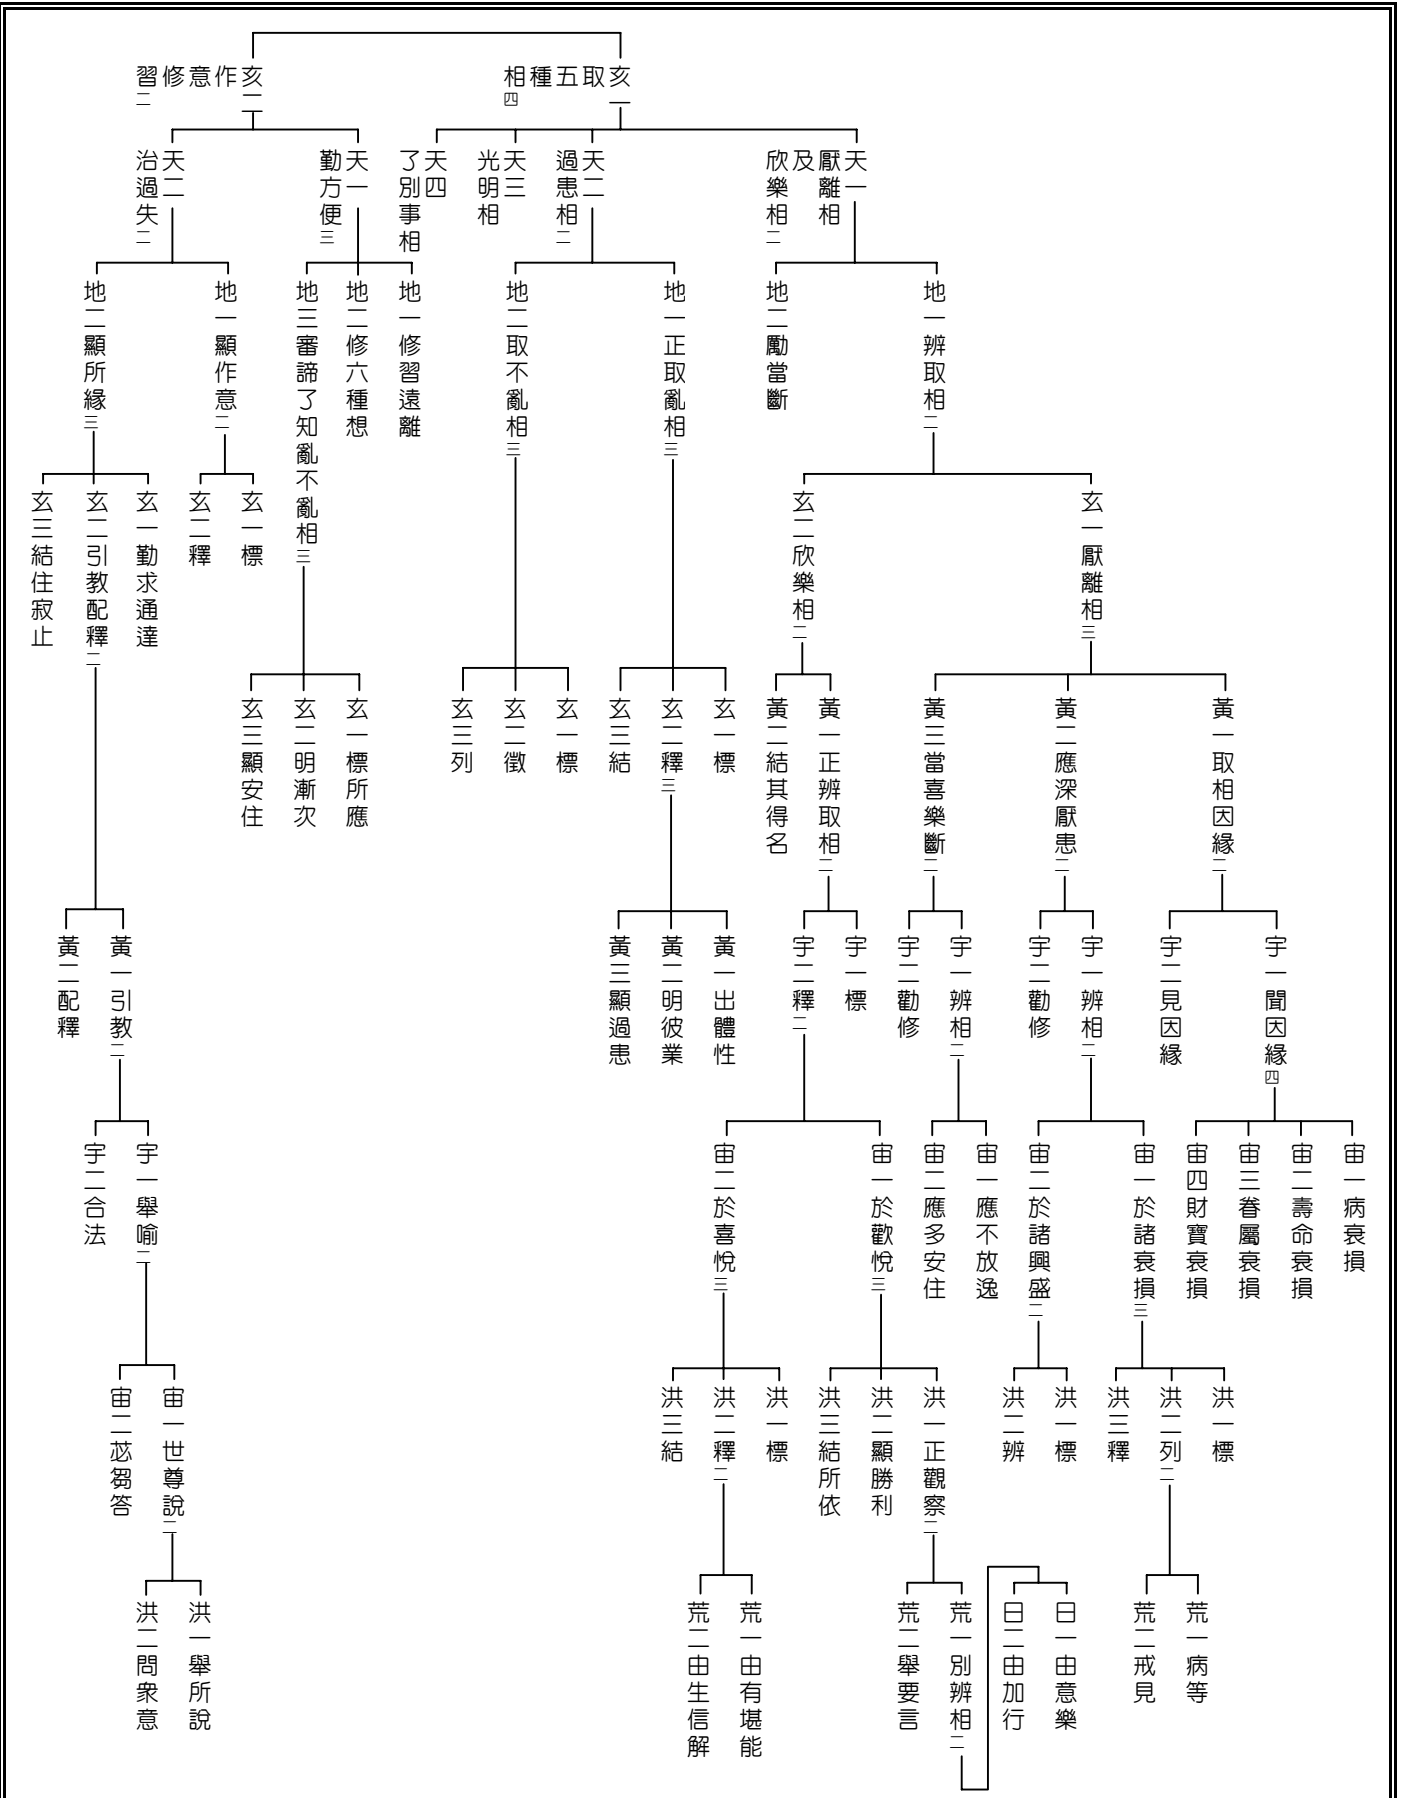 亥一取五種相四
亥二作意修習二
天一厭離相及欣樂相二
天二過患相二
天三光明相
天四了別事相
天一勤方便三
天二治過失二
地一辨取相二
地二勵當斷
地一正取亂相三
地二取不亂相三
地一修習遠離
地二修六種想
地三審諦了知亂不亂相三
地一顯作意二
地二顯所緣三
玄一厭離相三
玄二欣樂相二
玄一標
玄二釋
玄一勤求通達
玄二引教配釋二
玄三結住寂止
黃一取相因緣二
黃二應深厭患二
黃三當喜樂斷二
黃一正辨取相二
黃二結其得名
玄一標
玄二釋三
玄三結
玄一標
玄二徵
玄三列
玄一標所應
玄二明漸次
玄三顯安住
宇一聞因緣四
宇二見因緣
宇一辨相二
宇二勸修
宇一辨相二
宇二勸修
宇一標
宇二釋二
黃一出體性
黃二明彼業
黃三顯過患
黃一引教二
黃二配釋
宙一病衰損
宙二壽命衰損
宙三眷屬衰損
宙四財寶衰損
宙一於諸衰損三
宙二於諸興盛二
宙一應不放逸
宙二應多安住
宙一於歡悅三
宙二於喜悅三
宇一舉喻二
宇二合法
洪一標
洪二列二
洪三釋
洪一標
洪二辨
洪一正觀察二
洪二顯勝利
洪三結所依
洪一標
洪二釋二
洪三結
宙一世尊說二
宙二苾芻答
荒一病等
荒二戒見
日一由意樂
日二由加行
荒一別辨相二
荒二舉要言
荒一由有堪能
荒二由生信解
洪一舉所說
洪二問衆意